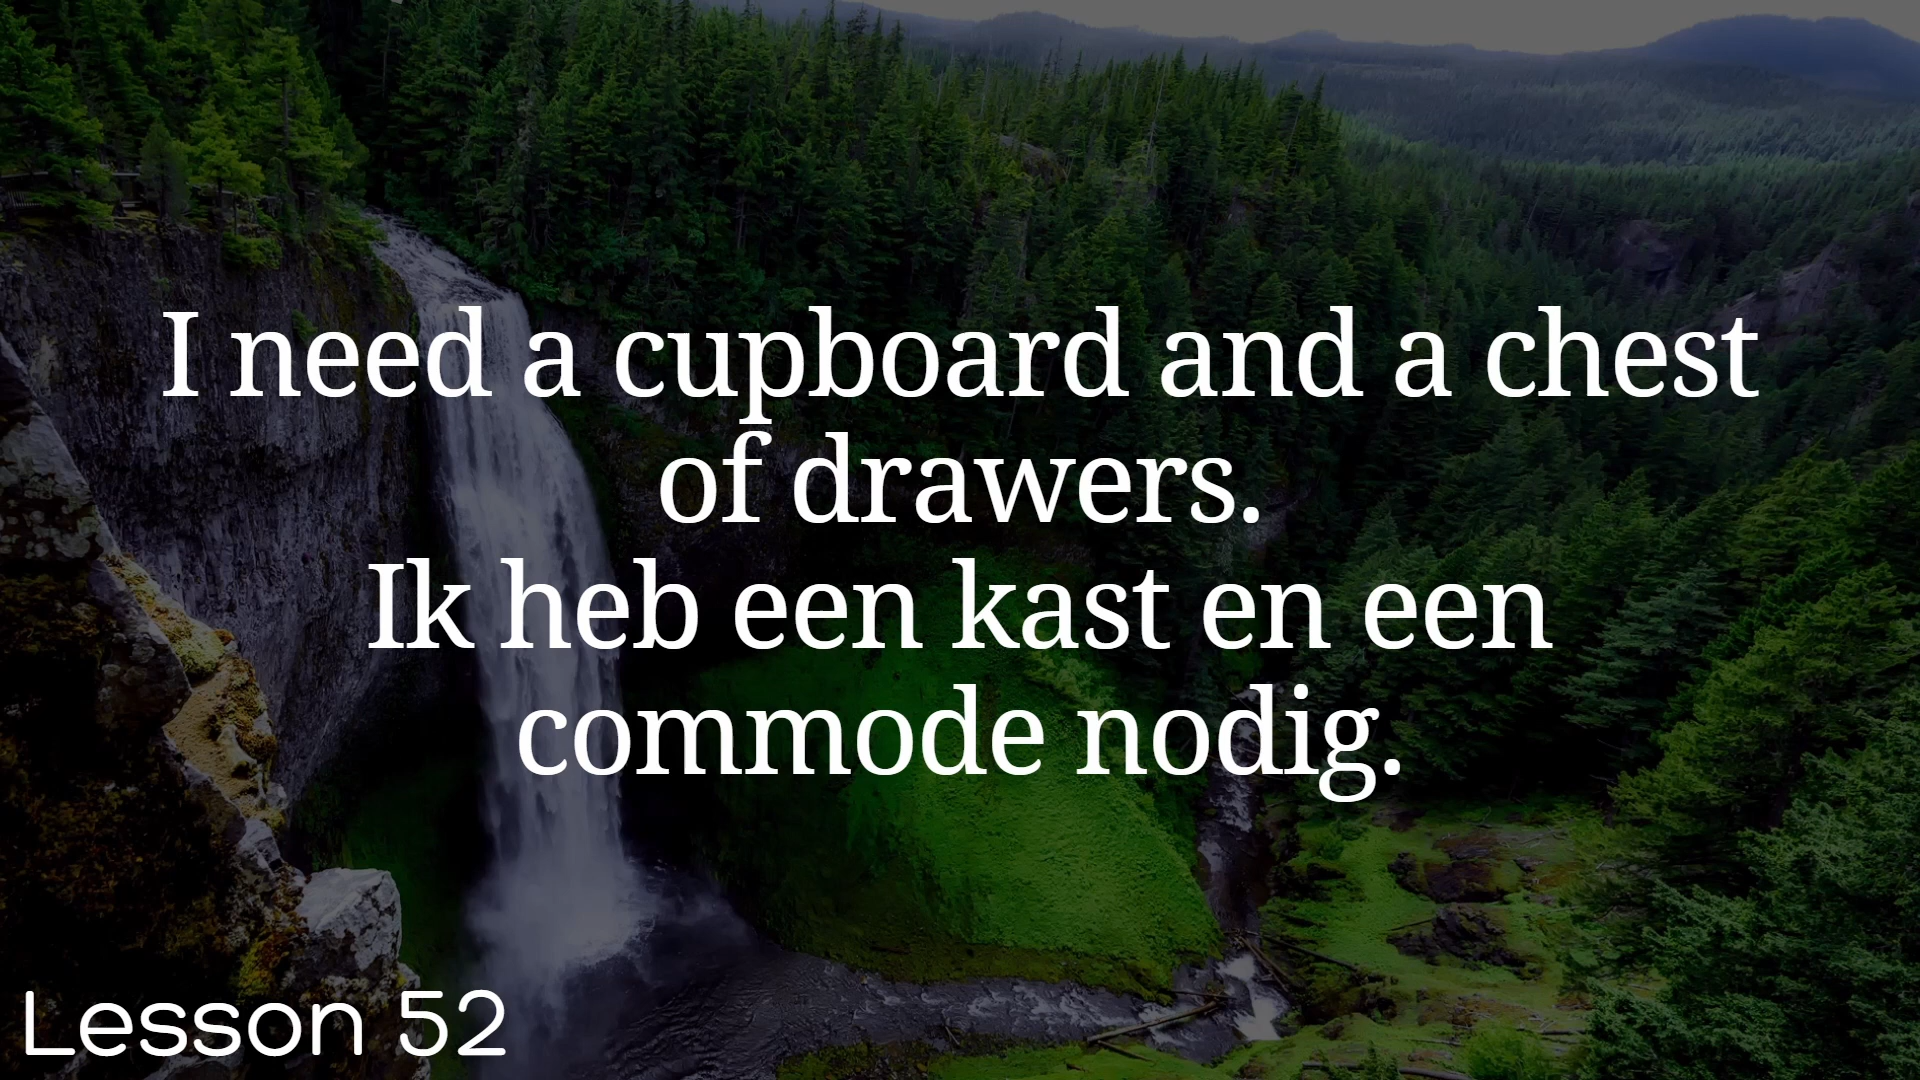 I need a cupboard and a chest
of drawers.
Ik heb een kast en een
commode nodig.
Lesson 52